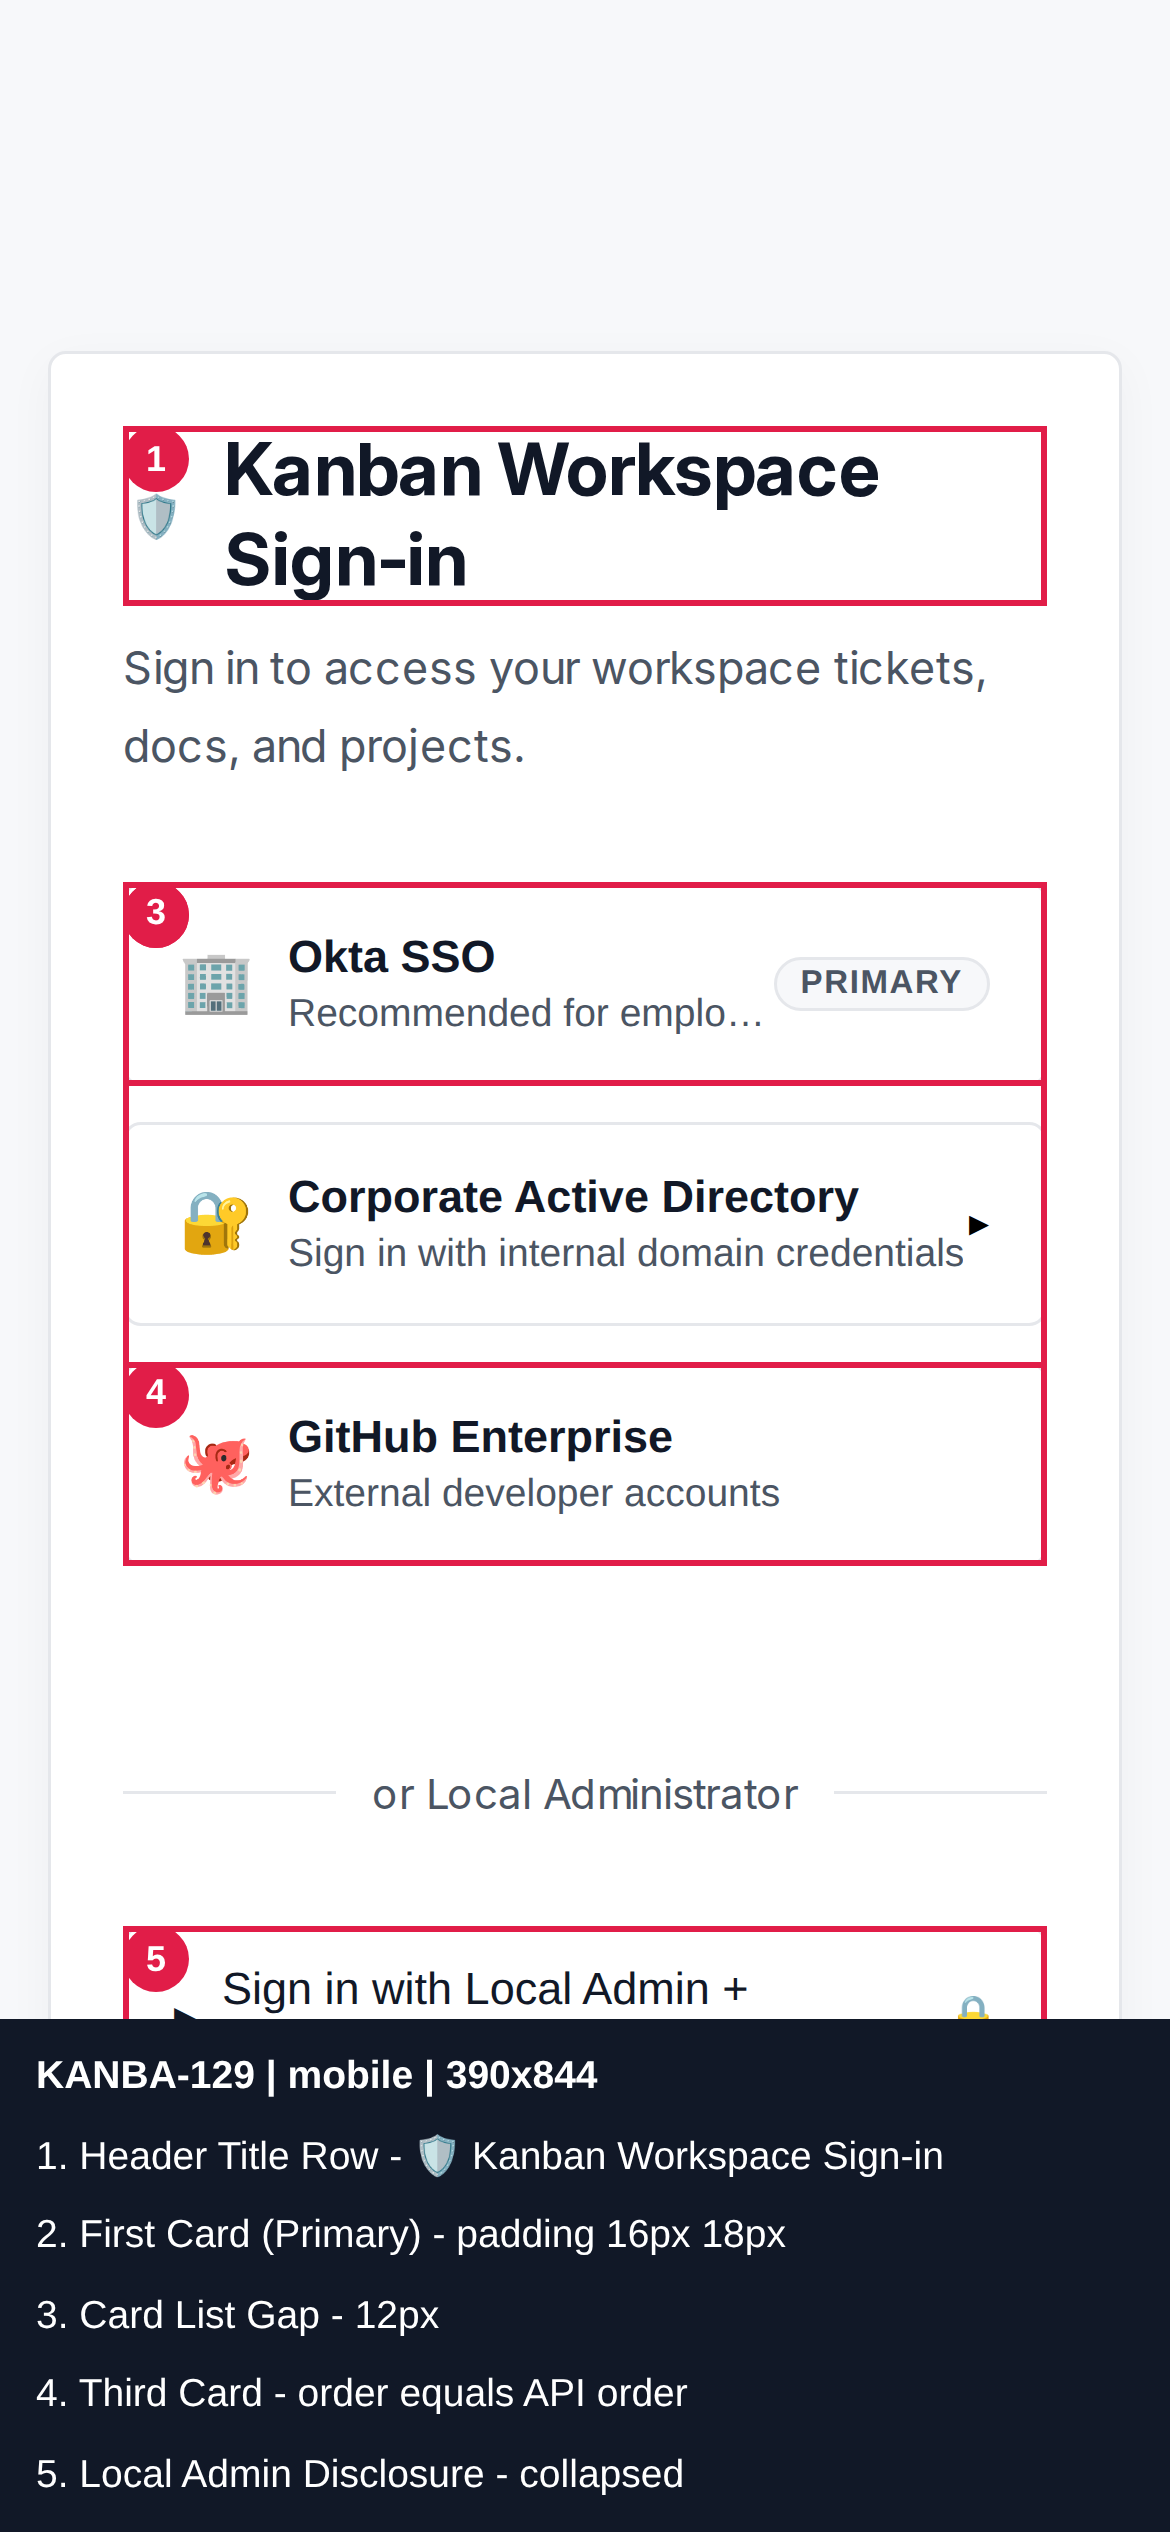 1
Kanban Workspace
Sign-in
Sign in to access your workspace tickets,
docs, and projects.
3
Okta SSO
Recommended for emplo…
PRIMARY
Corporate Active Directory
Sign in with internal domain credentials
4
GitHub Enterprise
External developer accounts
or Local Administrator
5
Sign in with Local Admin +
KANBA-129 | mobile | 390x844
1. Header Title Row - 🛡️ Kanban Workspace Sign-in
2. First Card (Primary) - padding 16px 18px
3. Card List Gap - 12px
4. Third Card - order equals API order
5. Local Admin Disclosure - collapsed